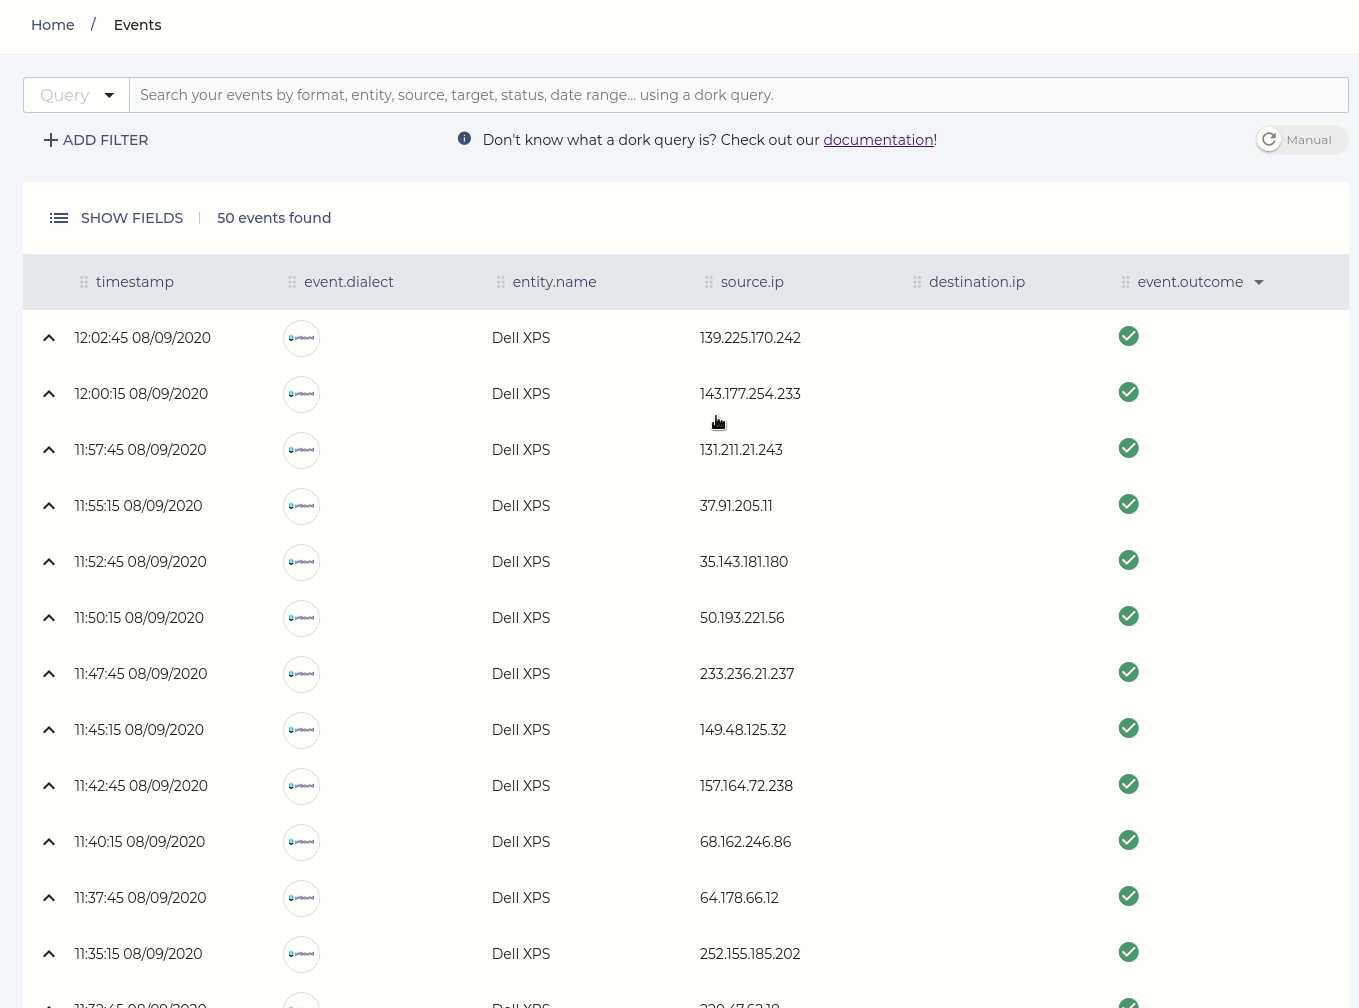 Home / Events
Query Search your events by format, entity, source, target, status, date range... using a dork query.
ADD FILTER Don't know what a dork query is? Check out our documentation! Manual
SHOW FIELDS 50 events found
timestamp event.dialect entity.name source.ip destination.ip event.outcome
12:02:45 08/09/2020 unbound Dell XPS 139.225.170.242
12:00:15 08/09/2020 unbound Dell XPS 143.177.254.233
11:57:45 08/09/2020 unbound Dell XPS 131.211.21.243
11:55:15 08/09/2020 unbound Dell XPS 37.91.205.11
11:52:45 08/09/2020 unbound Dell XPS 35.143.181.180
11:50:15 08/09/2020 unbound Dell XPS 50.193.221.56
11:47:45 08/09/2020 unbound Dell XPS 233.236.21.237
11:45:15 08/09/2020 unbound Dell XPS 149.48.125.32
11:42:45 08/09/2020 unbound Dell XPS 157.164.72.238
11:40:15 08/09/2020 unbound Dell XPS 68.162.246.86
11:37:45 08/09/2020 unbound Dell XPS 64.178.66.12
11:35:15 08/09/2020 unbound Dell XPS 252.155.185.202